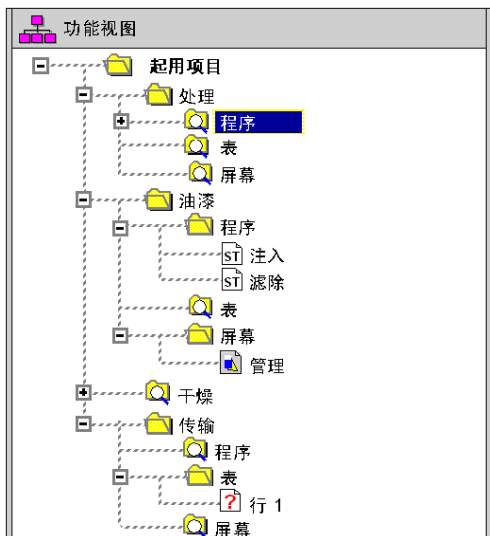 功能视图
起用项目
处理
程序
表
屏幕
油漆
程序
ST 注入
ST 滤除
表
屏幕
管理
干燥
传输
程序
表
? 行 1
屏幕